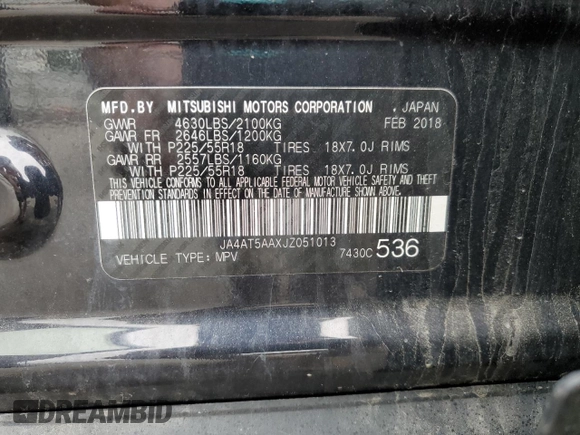 MFD.BY MITSUBISHI MOTORS CORPORATION , JAPAN
GVWR 4630LBS/2100KG FEB 2018
GAWR FR 2646LBS/1200KG
WITH P225/55R18 TIRES 18X7.0J RIMS
GAWR RR 2557LBS/1160KG
WITH P225/55R18 TIRES 18X7.0J RIMS
THIS VEHICLE CONFORMS TO ALL APPLICABLE FEDERAL MOTOR VEHICLE SAFETY AND THEFT
PREVENTION STANDARDS IN EFFECT ON THE DATE OF MANUFACTURE SHOWN ABOVE.
JA4AT5AAXJZ051013
VEHICLE TYPE: MPV 7430C 536
DREAMBID